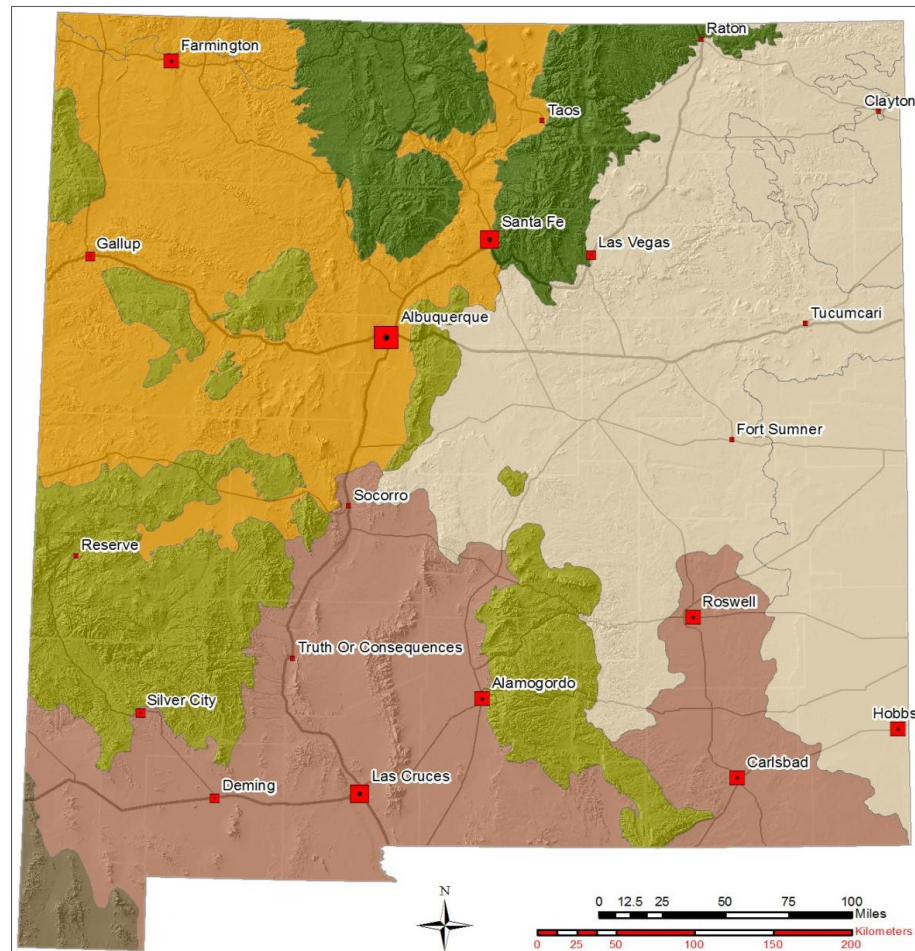 Raton
Farmington
Clayton
Taos
Santa Fe
Gallup
Las Vegas
Albuquerque
Tucumcari
Fort Sumner
Socorro
Reserve
Roswell
Truth Or Consequences
Alamogordo
Silver City
Hobbs
Carlsbad
Las Cruces
Deming
N
0 12.5 25 50 75 100
Miles
Kilometers
0 25 50 100 150 200